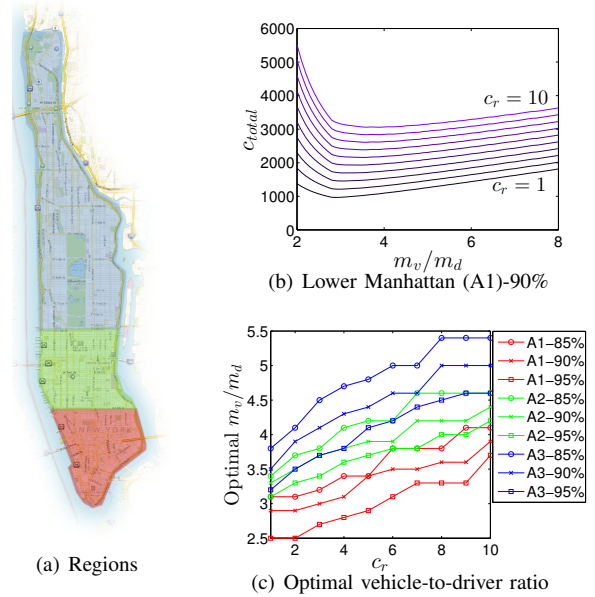 6000
5000
4000
3000
2000
1000
0
c_total
c_r = 10
c_r = 1
2 4 6 8
m_v/m_d
(b) Lower Manhattan (A1)-90%
5.5
5
4.5
4
3.5
3
2.5
Optimal m_v/m_d
2 4 6 8 10
c_r
A1−85%
A1−90%
A1−95%
A2−85%
A2−90%
A2−95%
A3−85%
A3−90%
A3−95%
(a) Regions
(c) Optimal vehicle-to-driver ratio